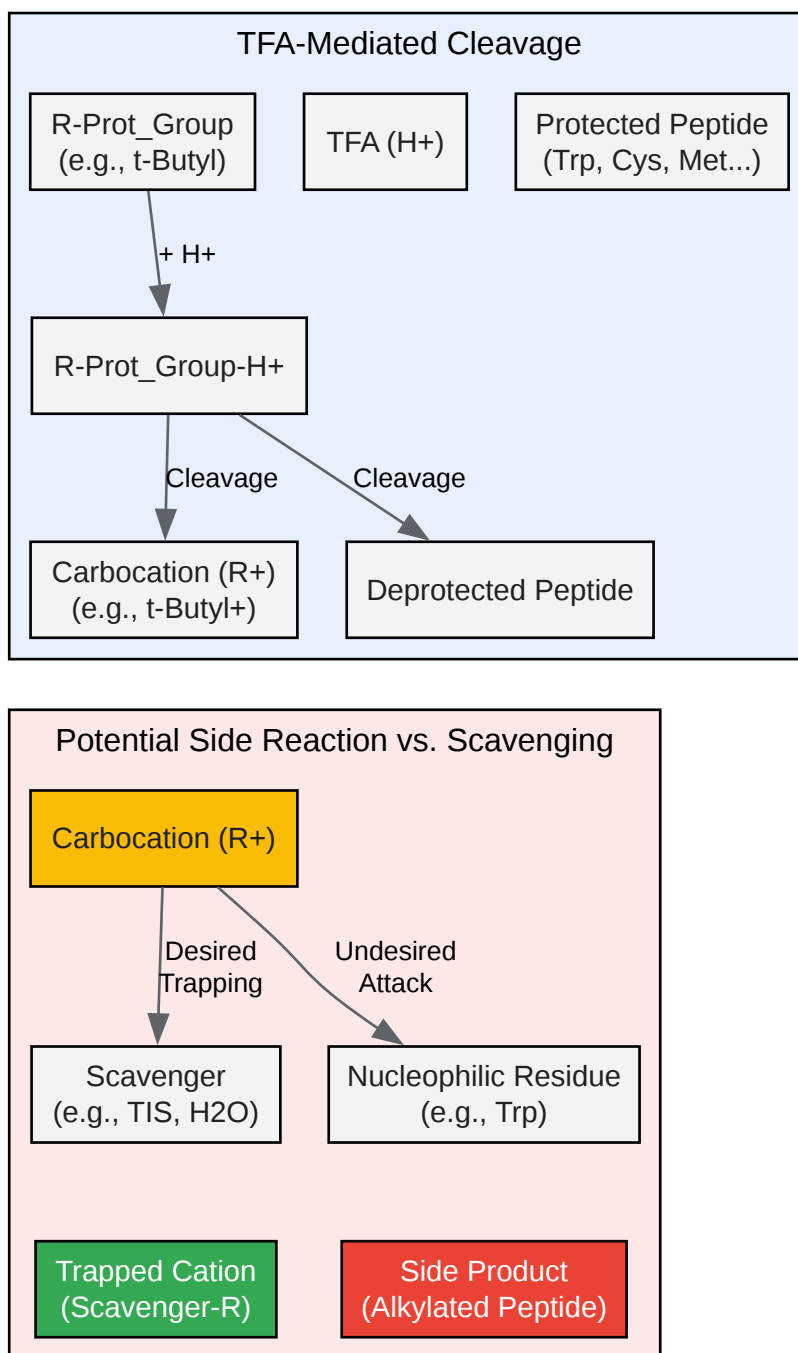 TFA-Mediated Cleavage
R-Prot_Group
(e.g., t-Butyl)
TFA (H+)
Protected Peptide
(Trp, Cys, Met...)
+ H+
R-Prot_Group-H+
Cleavage
Cleavage
Carbocation (R+)
(e.g., t-Butyl+)
Deprotected Peptide
Potential Side Reaction vs. Scavenging
Carbocation (R+)
Desired
Trapping
Undesired
Attack
Scavenger
(e.g., TIS, H2O)
Nucleophilic Residue
(e.g., Trp)
Trapped Cation
(Scavenger-R)
Side Product
(Alkylated Peptide)